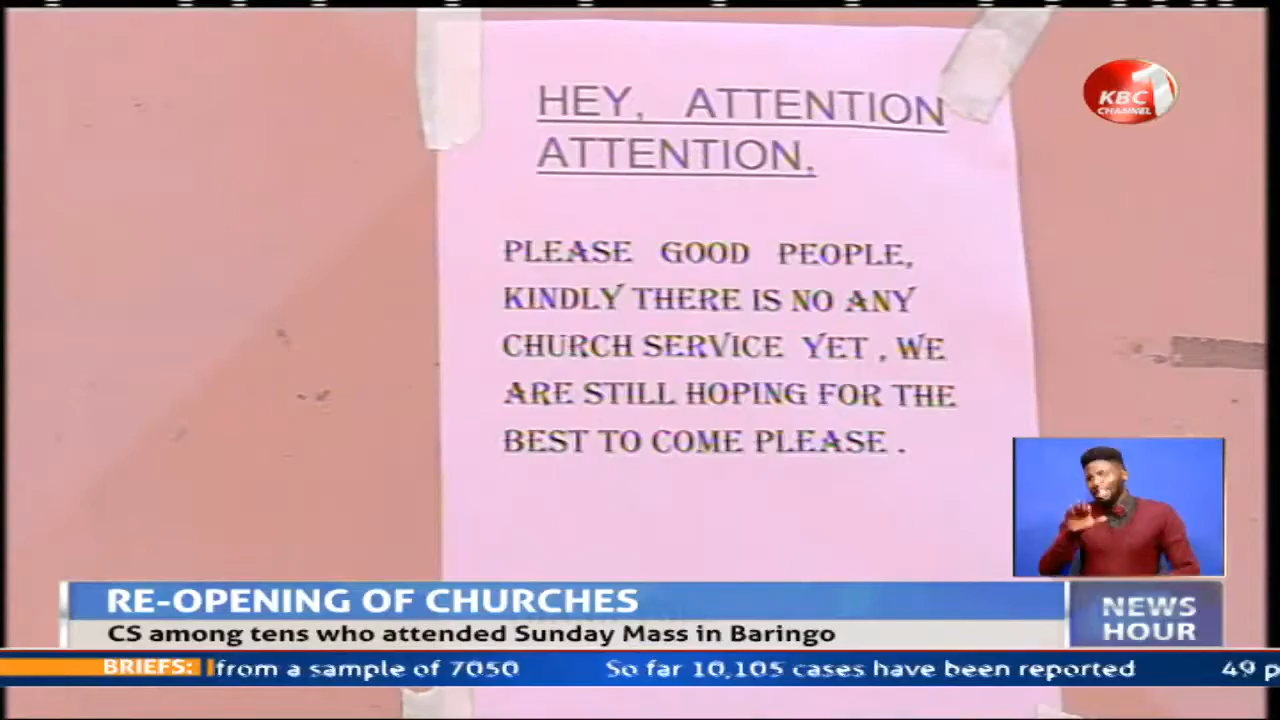 HEY, ATTENTION
ATTENTION.
PLEASE GOOD PEOPLE,
KINDLY THERE IS NO ANY
CHURCH SERVICE YET , WE
ARE STILL HOPING FOR THE
BEST TO COME PLEASE .
KBC 1
CHANNEL
RE-OPENING OF CHURCHES
CS among tens who attended Sunday Mass in Baringo
NEWS
HOUR
BRIEFS: from a sample of 7050 So far 10,105 cases have been reported 49